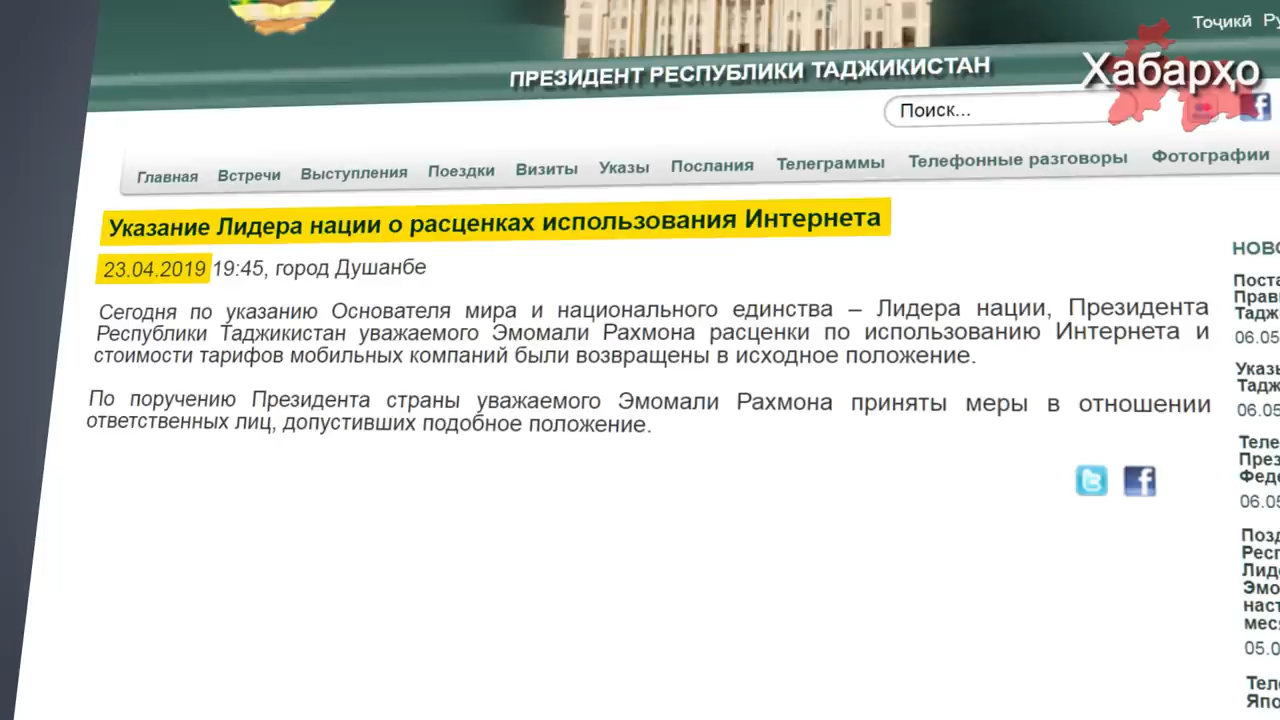 Тоҷикӣ
ПРЕЗИДЕНТ РЕСПУБЛИКИ ТАДЖИКИСТАН
Хабарҳо
Поиск...
Главная Встречи Выступления Поездки Визиты Указы Послания Телеграммы Телефонные разговоры Фотографии
Указание Лидера нации о расценках использования Интернета
23.04.2019 19:45, город Душанбе
Сегодня по указанию Основателя мира и национального единства – Лидера нации, Президента
Республики Таджикистан уважаемого Эмомали Рахмона расценки по использованию Интернета и
стоимости тарифов мобильных компаний были возвращены в исходное положение.
По поручению Президента страны уважаемого Эмомали Рахмона приняты меры в отношении
ответственных лиц, допустивших подобное положение.